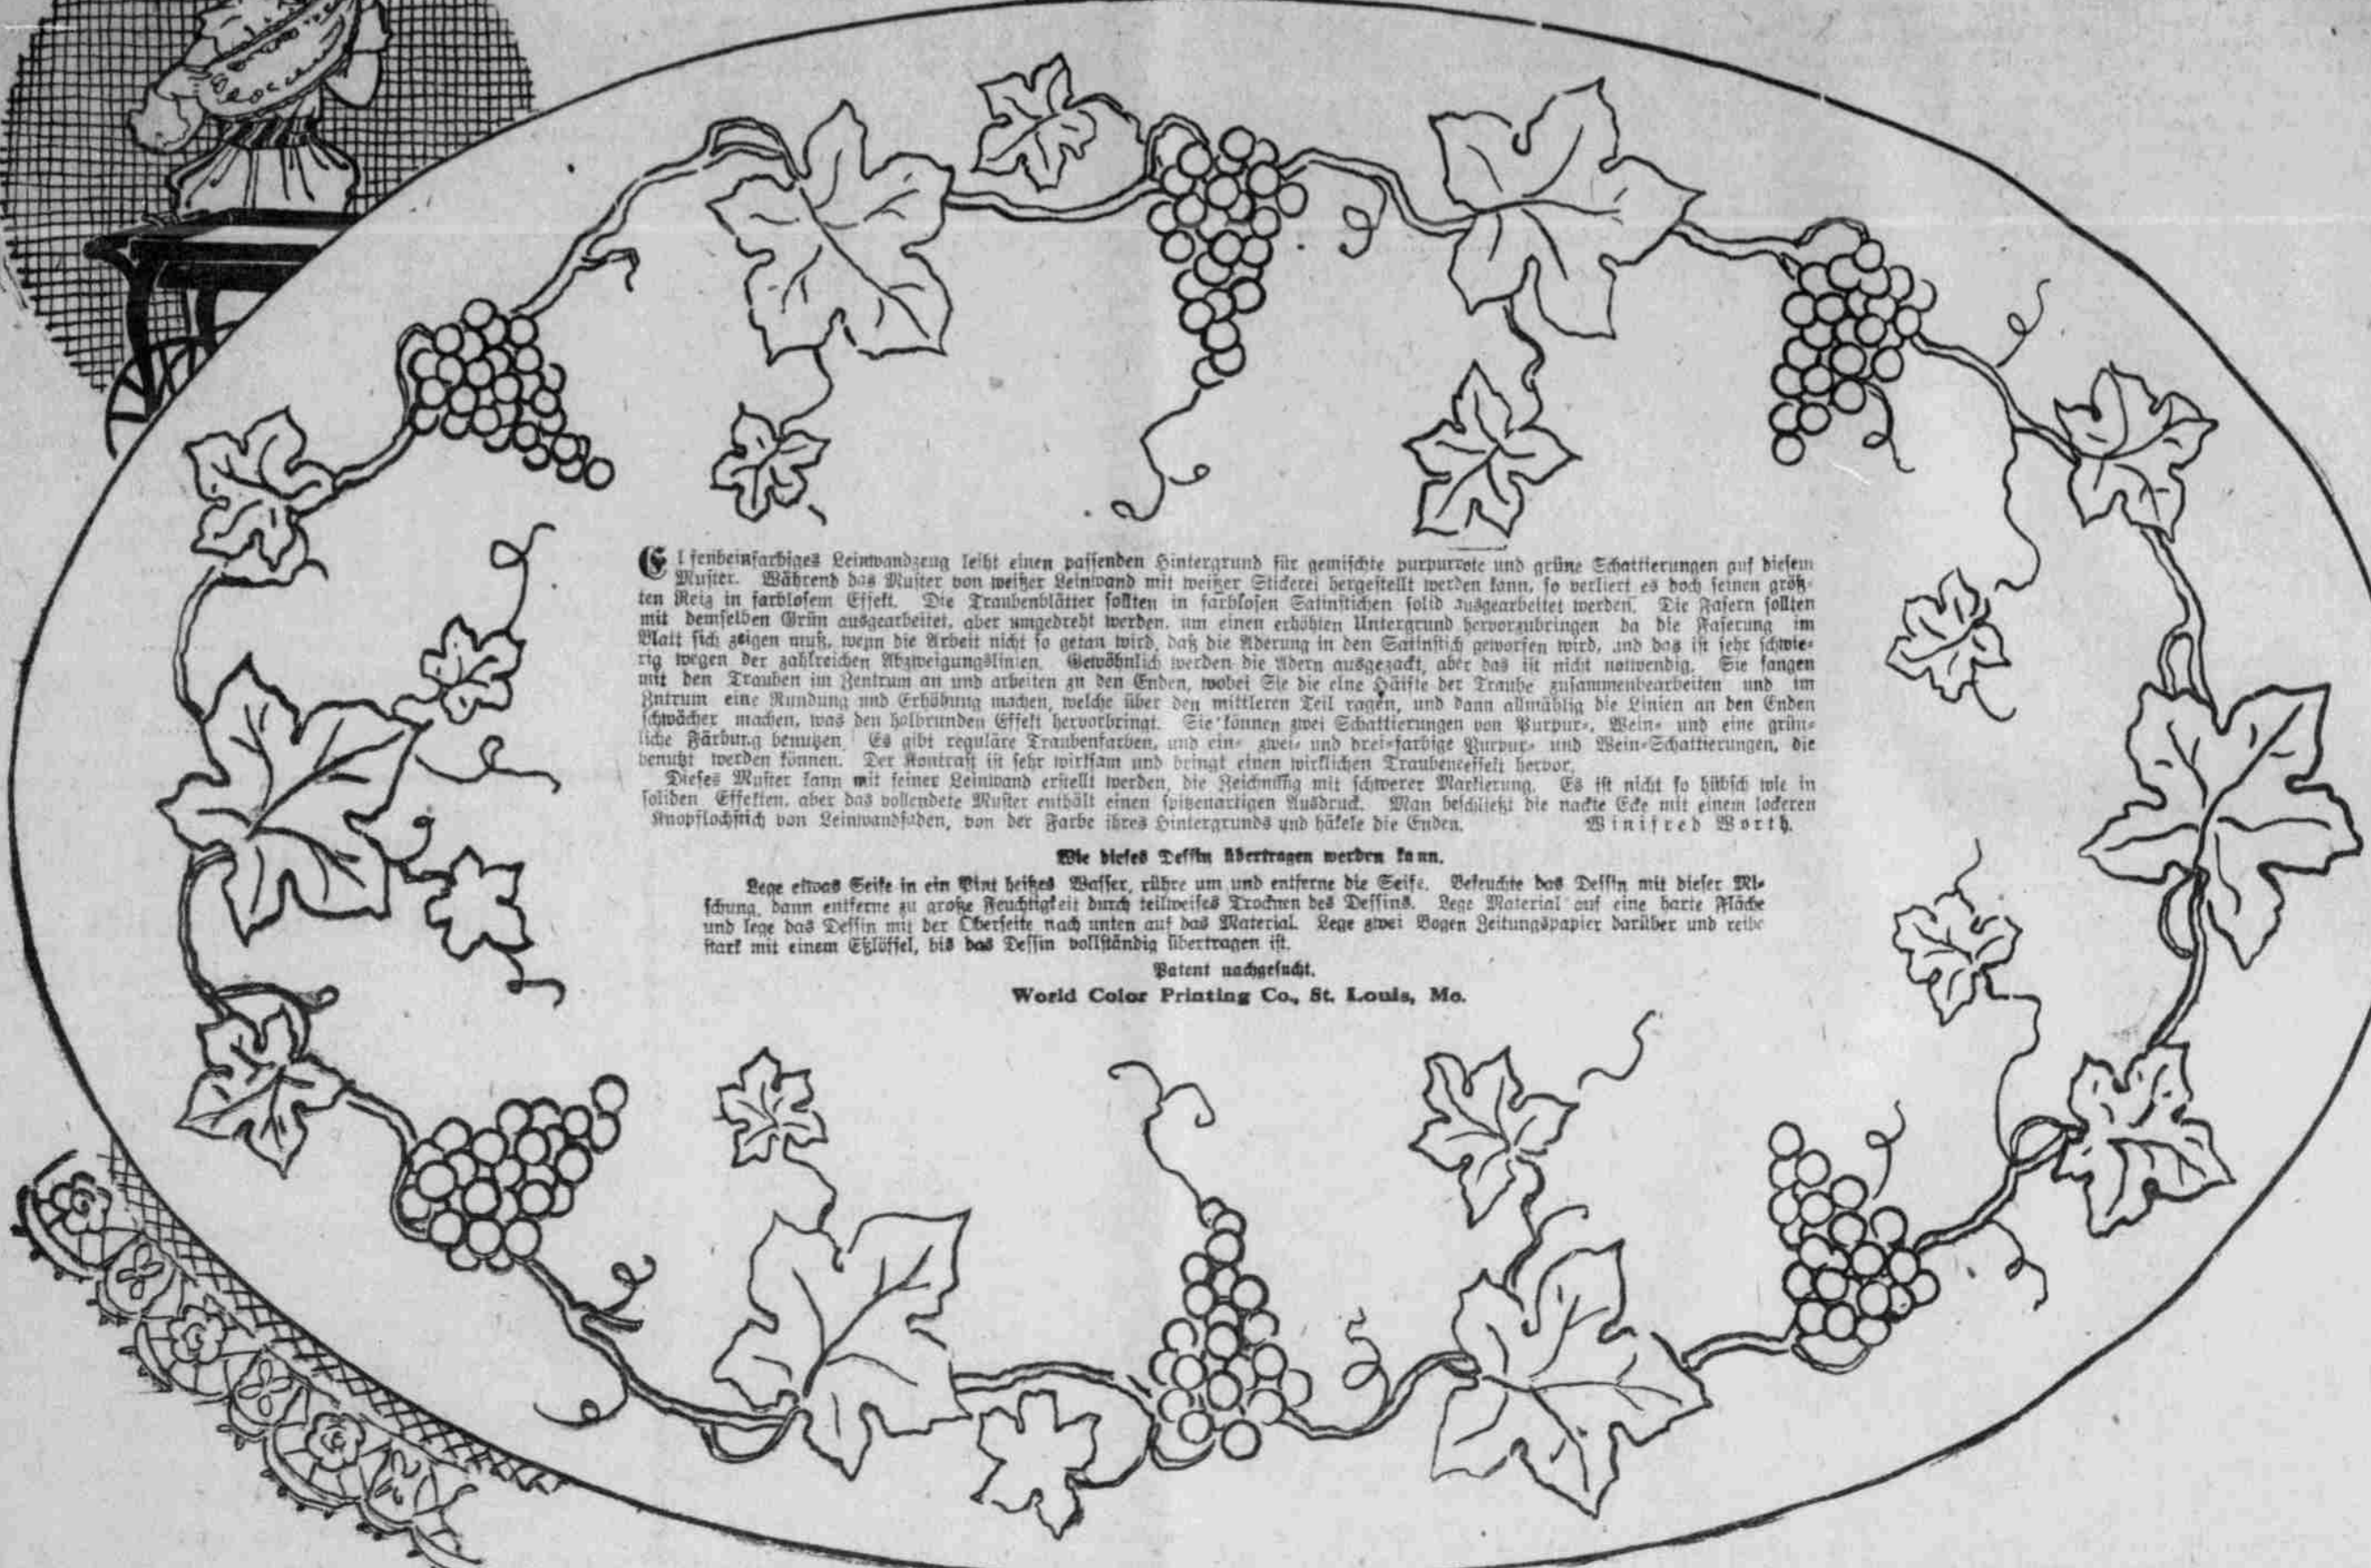 Elfenbeinfarbiges Leinwandzeug leiht einen passenden Hintergrund für gemischte purpurrote und grüne Schattierungen auf diesem
Muster. Während das Muster von weißer Leinwand mit weißer Stickerei hergestellt werden kann, so verliert es doch seinen größ-
ten Reiz in farblosem Effekt. Die Traubenblätter sollten in farblosen Satinstichen solid ausgearbeitet werden. Die Fasern sollten
mit demselben Grün ausgearbeitet, aber umgedreht werden, um einen erhöhten Untergrund hervorzubringen da die Faserung im
Blatt sich zeigen muß, wenn die Arbeit nicht so getan wird, daß die Aderung in den Satinstich geworfen wird, und das ist sehr schwie-
rig wegen der zahlreichen Abzweigungslinien. Gewöhnlich werden die Adern ausgezackt, aber das ist nicht notwendig. Sie fangen
mit den Trauben im Zentrum an und arbeiten zu den Enden, wobei Sie die eine Hälfte der Traube zusammenbearbeiten und im
Zntrum eine Rundung und Erhöhung machen, welche über den mittleren Teil ragen, und dann allmählig die Linien an den Enden
schwächer machen, was den halbrunden Effekt hervorbringt. Sie können zwei Schattierungen von Purpur-, Wein- und eine grün-
liche Färbung benutzen. Es gibt reguläre Traubenfarben, und ein- zwei- und drei-farbige Purpur- und Wein-Schattierungen, die
benutzt werden können. Der Kontrast ist sehr wirksam und bringt einen wirklichen Traubeneffekt hervor.
Dieses Muster kann mit feiner Leinwand erstellt werden, die Zeichnung mit schwerer Markierung. Es ist nicht so hübsch wie in
soliden Effekten, aber das vollendete Muster enthält einen spitzenartigen Ausdruck. Man beschließt die nackte Ecke mit einem lockeren
Knopflochstich von Leinwandfaden, von der Farbe ihres Hintergrunds und häkele die Enden. Winifred Worth.
Wie dieses Dessin übertragen werden kann.
Lege etwas Seife in ein Pint heißes Wasser, rühre um und entferne die Seife. Befeuchte das Dessin mit dieser Mi-
schung, dann entferne zu große Feuchtigkeit durch teilweises Trocknen des Dessins. Lege Material auf eine harte Fläche
und lege das Dessin mit der Oberseite nach unten auf das Material. Lege zwei Bogen Zeitungspapier darüber und reibe
stark mit einem Eßlöffel, bis das Dessin vollständig übertragen ist.
Patent nachgesucht.
World Color Printing Co., St. Louis, Mo.